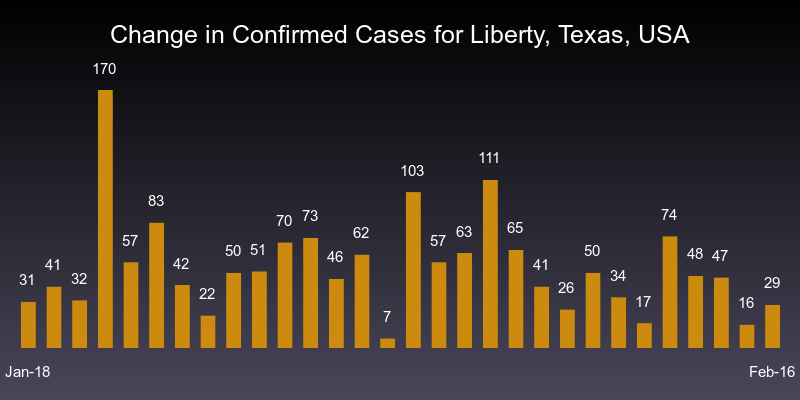 Change in Confirmed Cases for Liberty, Texas, USA
31 41 32 170 57 83 42 22 50 51 70 73 46 62 7 103 57 63 111 65 41 26 50 34 17 74 48 47 16 29
Jan-18 Feb-16